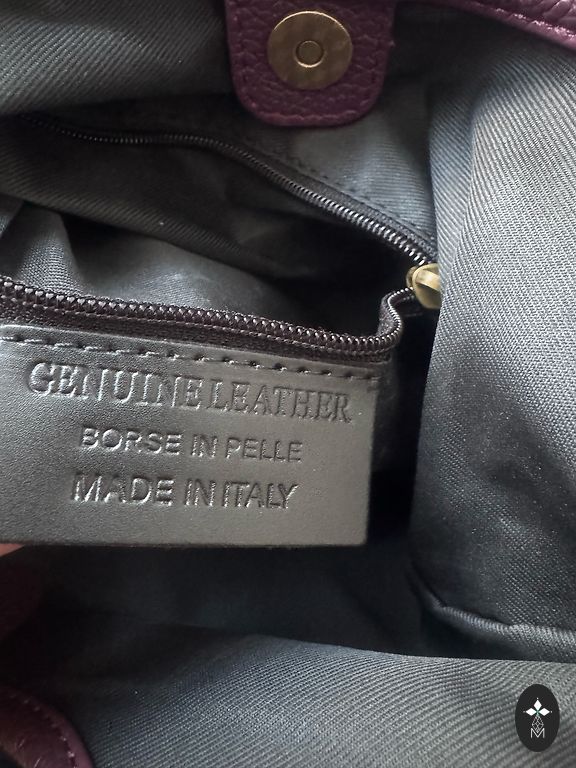 GENUINE LEATHER
BORSE IN PELLE
MADE IN ITALY
M